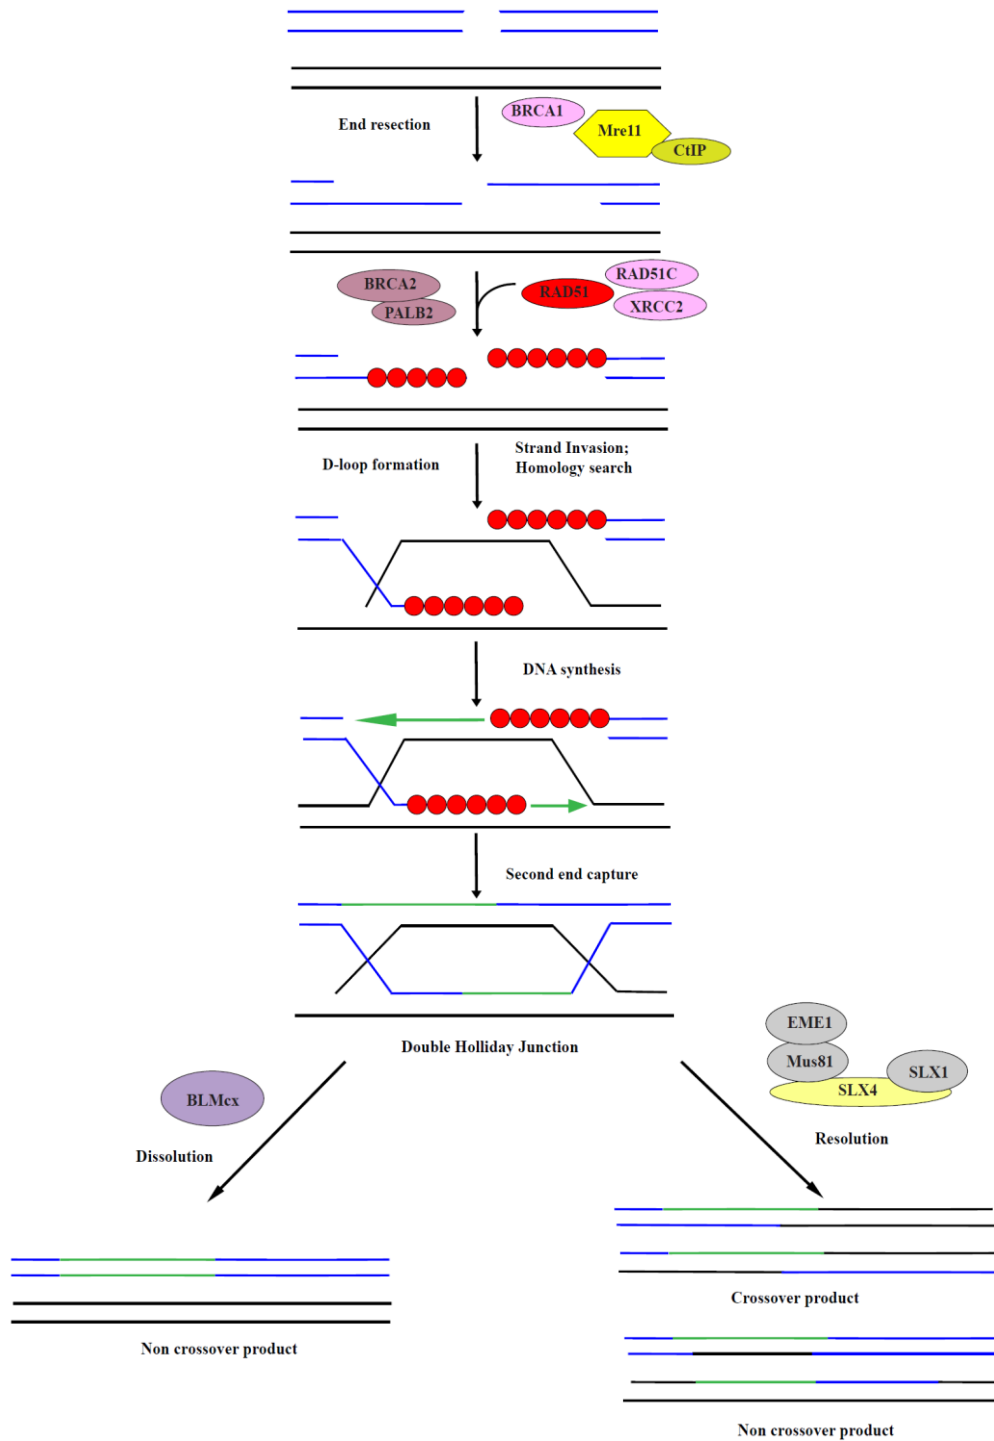 BRCA1
End resection
Mre11
CtIP
RAD51C
BRCA2
RAD51
XRCC2
PALB2
Strand Invasion;
Homology search
D-loop formation
DNA synthesis
Second end capture
EME1
Double Holliday Junction
Mus81
SLX1
SLX4
BLMcx
Resolution
Dissolution
Crossover product
Non crossover product
Non crossover product